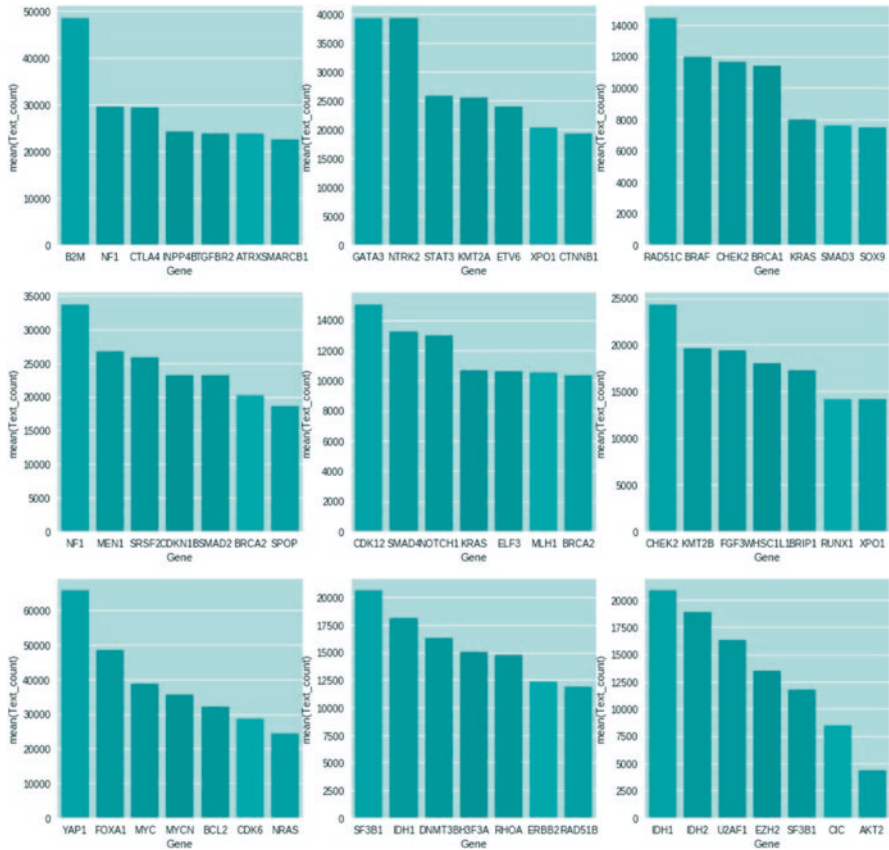 50000
40000
30000
20000
10000
0
mean(Text_count)
B2M NF1 CTLA4 INPP4B TGFBR2 ATRX SMARCB1
Gene
40000
35000
30000
25000
20000
15000
10000
5000
0
mean(Text_count)
GATA3 NTRK2 STAT3 KMT2A ETV6 XPO1 CTNNB1
Gene
14000
12000
10000
8000
6000
4000
2000
0
mean(Text_count)
RAD51C BRAF CHEK2 BRCA1 KRAS SMAD3 SOX9
Gene
35000
30000
25000
20000
15000
10000
5000
0
mean(Text_count)
NF1 MEN1 SRSF2 CDKN1B SMAD2 BRCA2 SPOP
Gene
14000
12000
10000
8000
6000
4000
2000
0
mean(Text_count)
CDK12 SMAD4 NOTCH1 KRAS ELF3 MLH1 BRCA2
Gene
25000
20000
15000
10000
5000
0
mean(Text_count)
CHEK2 KMT2B FGF3 WHSC1L1 BRIP1 RUNX1 XPO1
Gene
60000
50000
40000
30000
20000
10000
0
mean(Text_count)
YAP1 FOXA1 MYC MYCN BCL2 CDK6 NRAS
Gene
20000
17500
15000
12500
10000
7500
5000
2500
0
mean(Text_count)
SF3B1 IDH1 DNMT3B H3F3A RHOA ERBB2 RAD51B
Gene
20000
17500
15000
12500
10000
7500
5000
2500
0
mean(Text_count)
IDH1 IDH2 U2AF1 EZH2 SF3B1 CIC AKT2
Gene